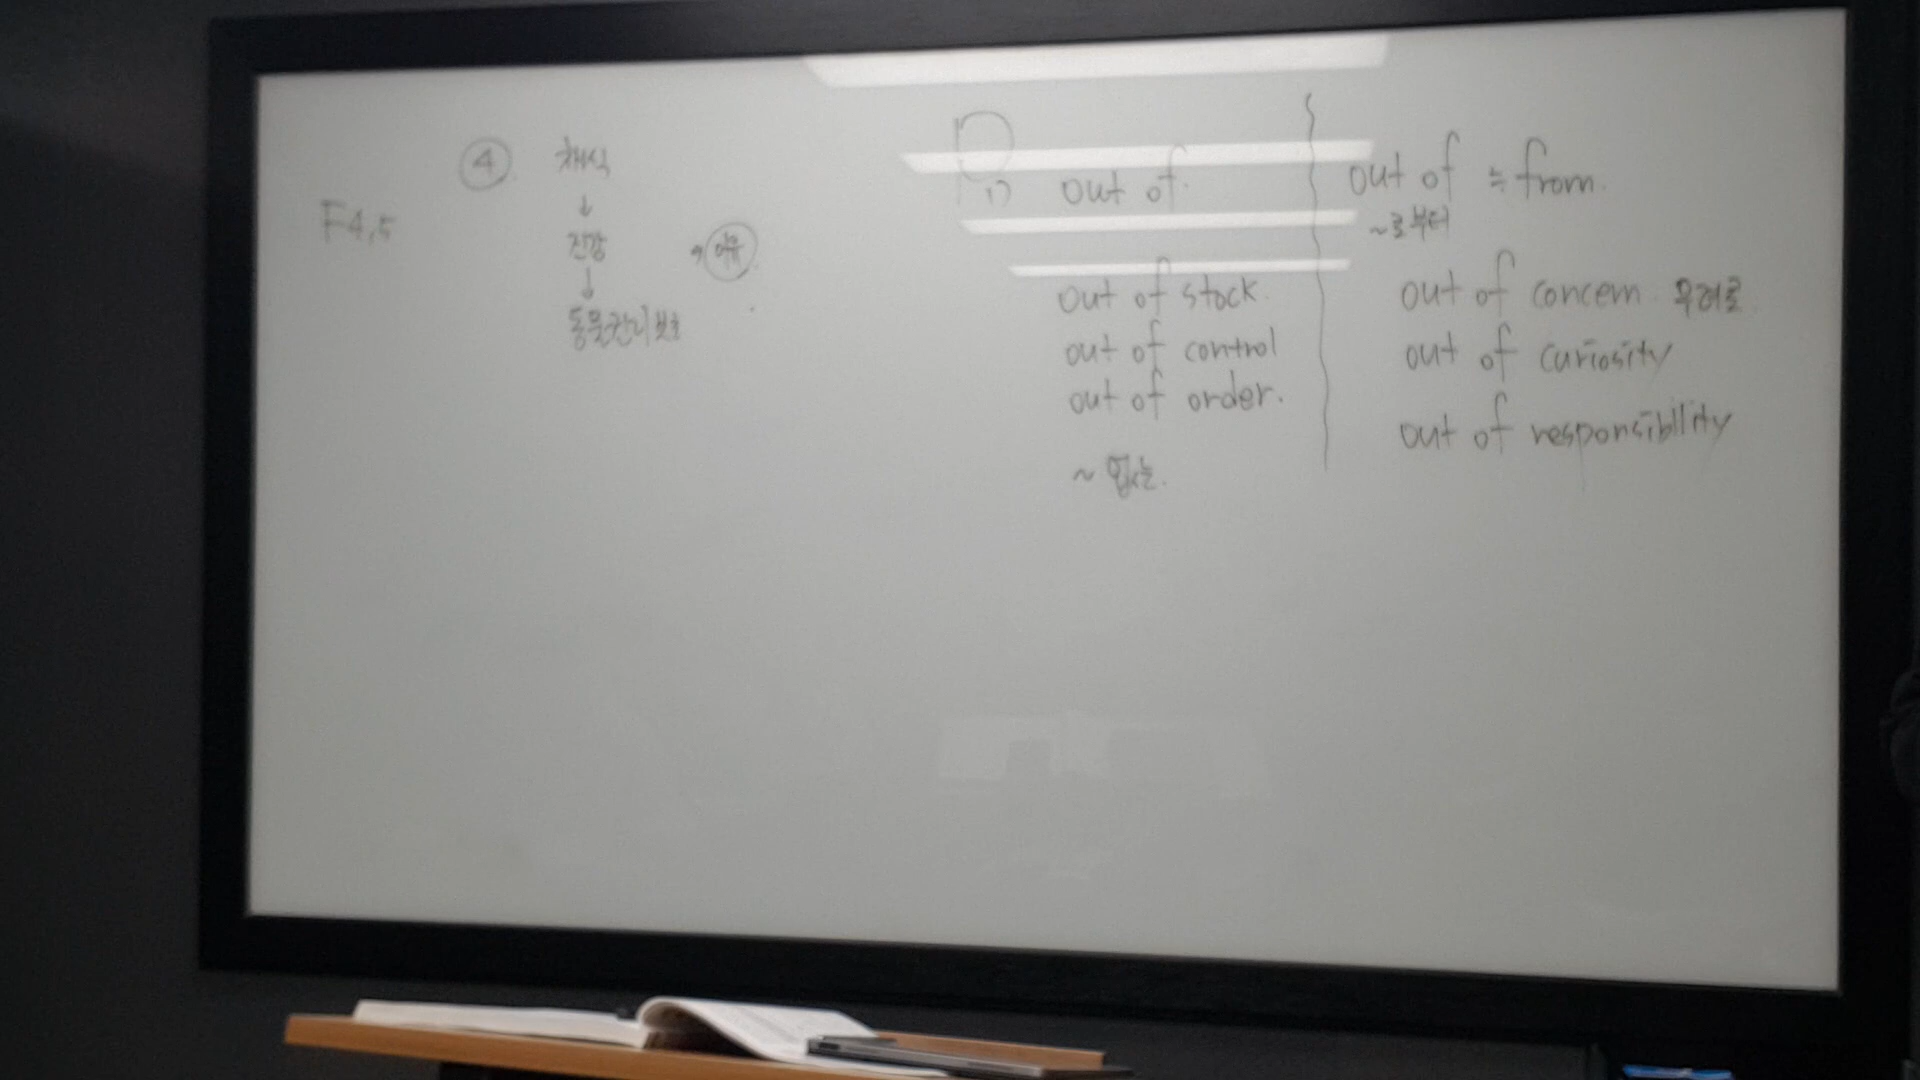 F4,5
④ 채식
↓
건강
, 이유
↓
동물권리 보호
P.
1) out of.
out of stock.
out of control
out of order.
~ 없는.
out of ≒ from.
~로부터
out of concern 우려로
out of curiosity
out of responsibility